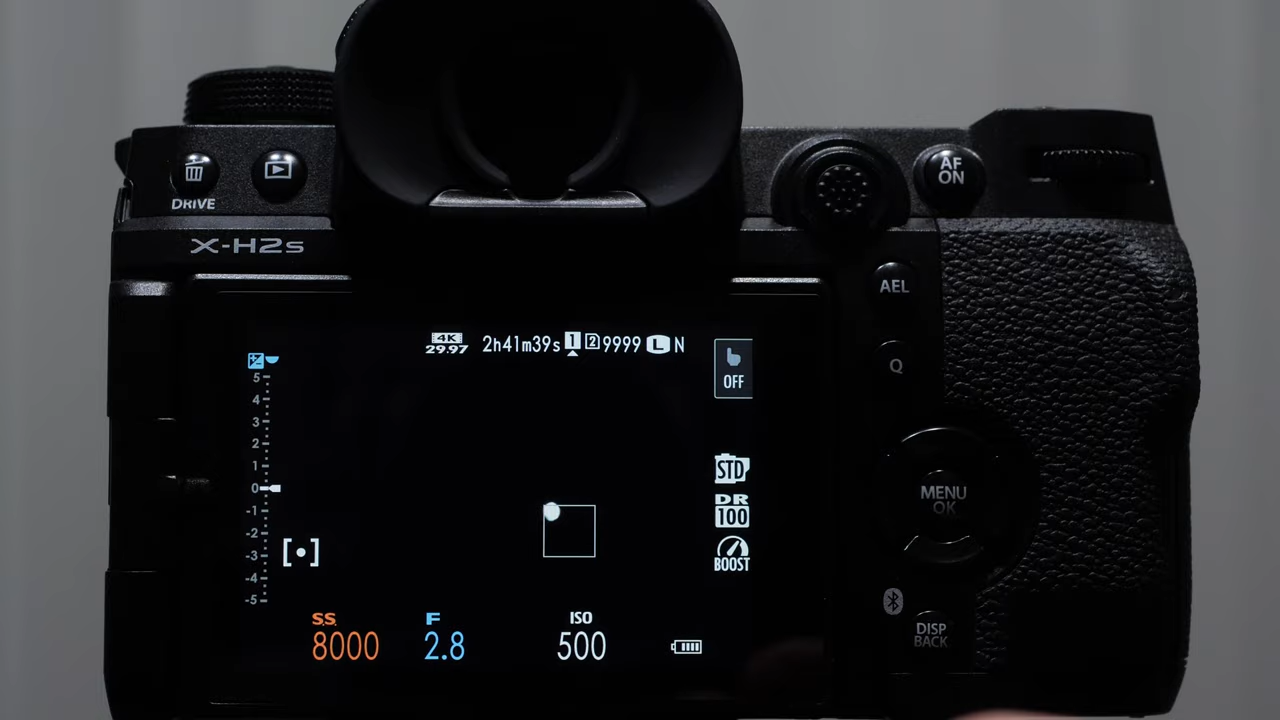 AF
ON
DRIVE
X-H2S
AEL
4K
29.97
2h41m39s 1 2 9999 L N
OFF
Q
5
4
3
2
1
0
-1
-2
-3
-4
-5
STD
DR
100
BOOST
MENU
OK
S.S.
8000
F
2.8
ISO
500
DISP
BACK